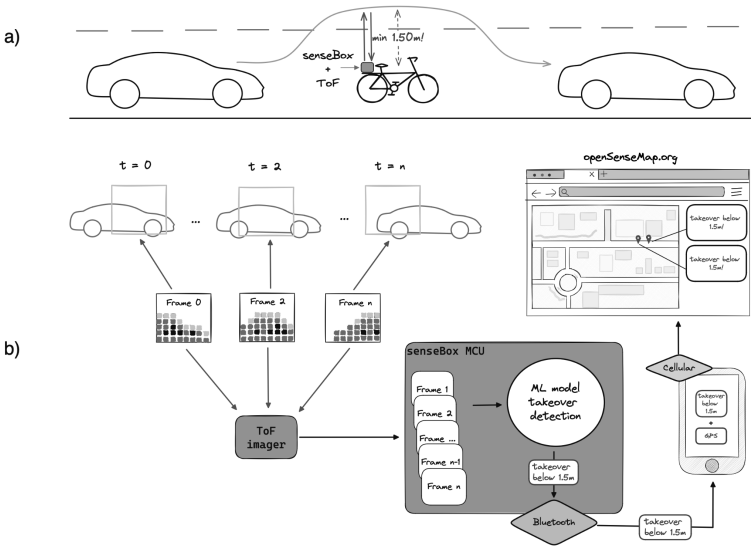 a)
min 1.50m!
senseBox
+
ToF
t = 0
t = 2
t = n
...
...
openSenseMap.org
x
+
takeover below
1.5m!
takeover below
1.5m!
Frame 0
Frame 2
Frame n
b)
senseBox MCU
Frame 1
Frame 2
Frame ...
Frame n-1
Frame n
ML model
takeover
detection
ToF
imager
takeover
below 1.5m
Bluetooth
takeover
below 1.5m
Cellular
takeover
below
1.5m
+
GPS